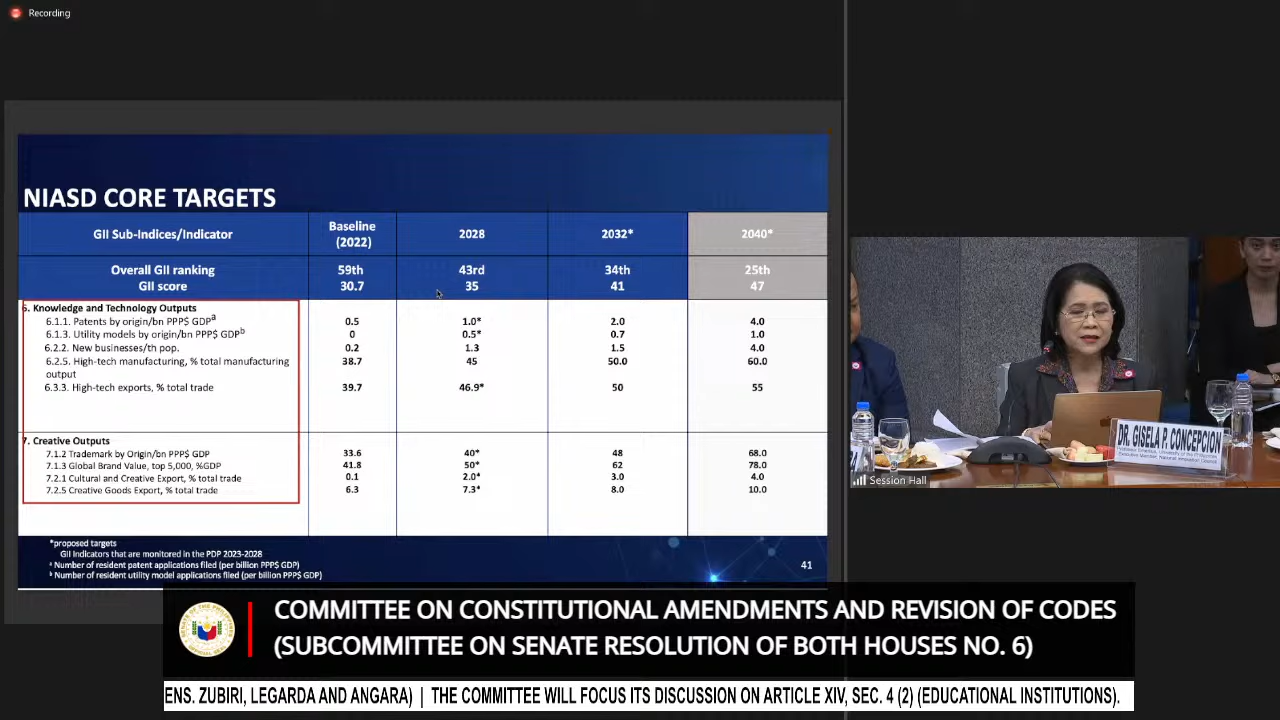 Recording
NIASD CORE TARGETS
GII Sub-Indices/Indicator
Baseline
(2022)
2028
2032*
2040*
Overall GII ranking
GII score
59th
30.7
43rd
35
34th
41
25th
47
6. Knowledge and Technology Outputs
6.1.1. Patents by origin/bn PPP$ GDPa 0.5 1.0* 2.0 4.0
6.1.3. Utility models by origin/bn PPP$ GDPb 0 0.5* 0.7 1.0
6.2.2. New businesses/th pop. 0.2 1.3 1.5 4.0
6.2.5. High-tech manufacturing, % total manufacturing 38.7 45 50.0 60.0
output
6.3.3. High-tech exports, % total trade 39.7 46.9* 50 55
7. Creative Outputs
7.1.2 Trademark by Origin/bn PPP$ GDP 33.6 40* 48 68.0
7.1.3 Global Brand Value, top 5,000, %GDP 41.8 50* 62 78.0
7.2.1 Cultural and Creative Export, % total trade 0.1 2.0* 3.0 4.0
7.2.5 Creative Goods Export, % total trade 6.3 7.3* 8.0 10.0
*proposed targets
GII Indicators that are monitored in the PDP 2023-2028
a Number of resident patent applications filed (per billion PPP$ GDP)
b Number of resident utility model applications filed (per billion PPP$ GDP)
41
DR. GISELA P. CONCEPCION
Session Hall
COMMITTEE ON CONSTITUTIONAL AMENDMENTS AND REVISION OF CODES
(SUBCOMMITTEE ON SENATE RESOLUTION OF BOTH HOUSES NO. 6)
ENS. ZUBIRI, LEGARDA AND ANGARA) | THE COMMITTEE WILL FOCUS ITS DISCUSSION ON ARTICLE XIV, SEC. 4 (2) (EDUCATIONAL INSTITUTIONS).